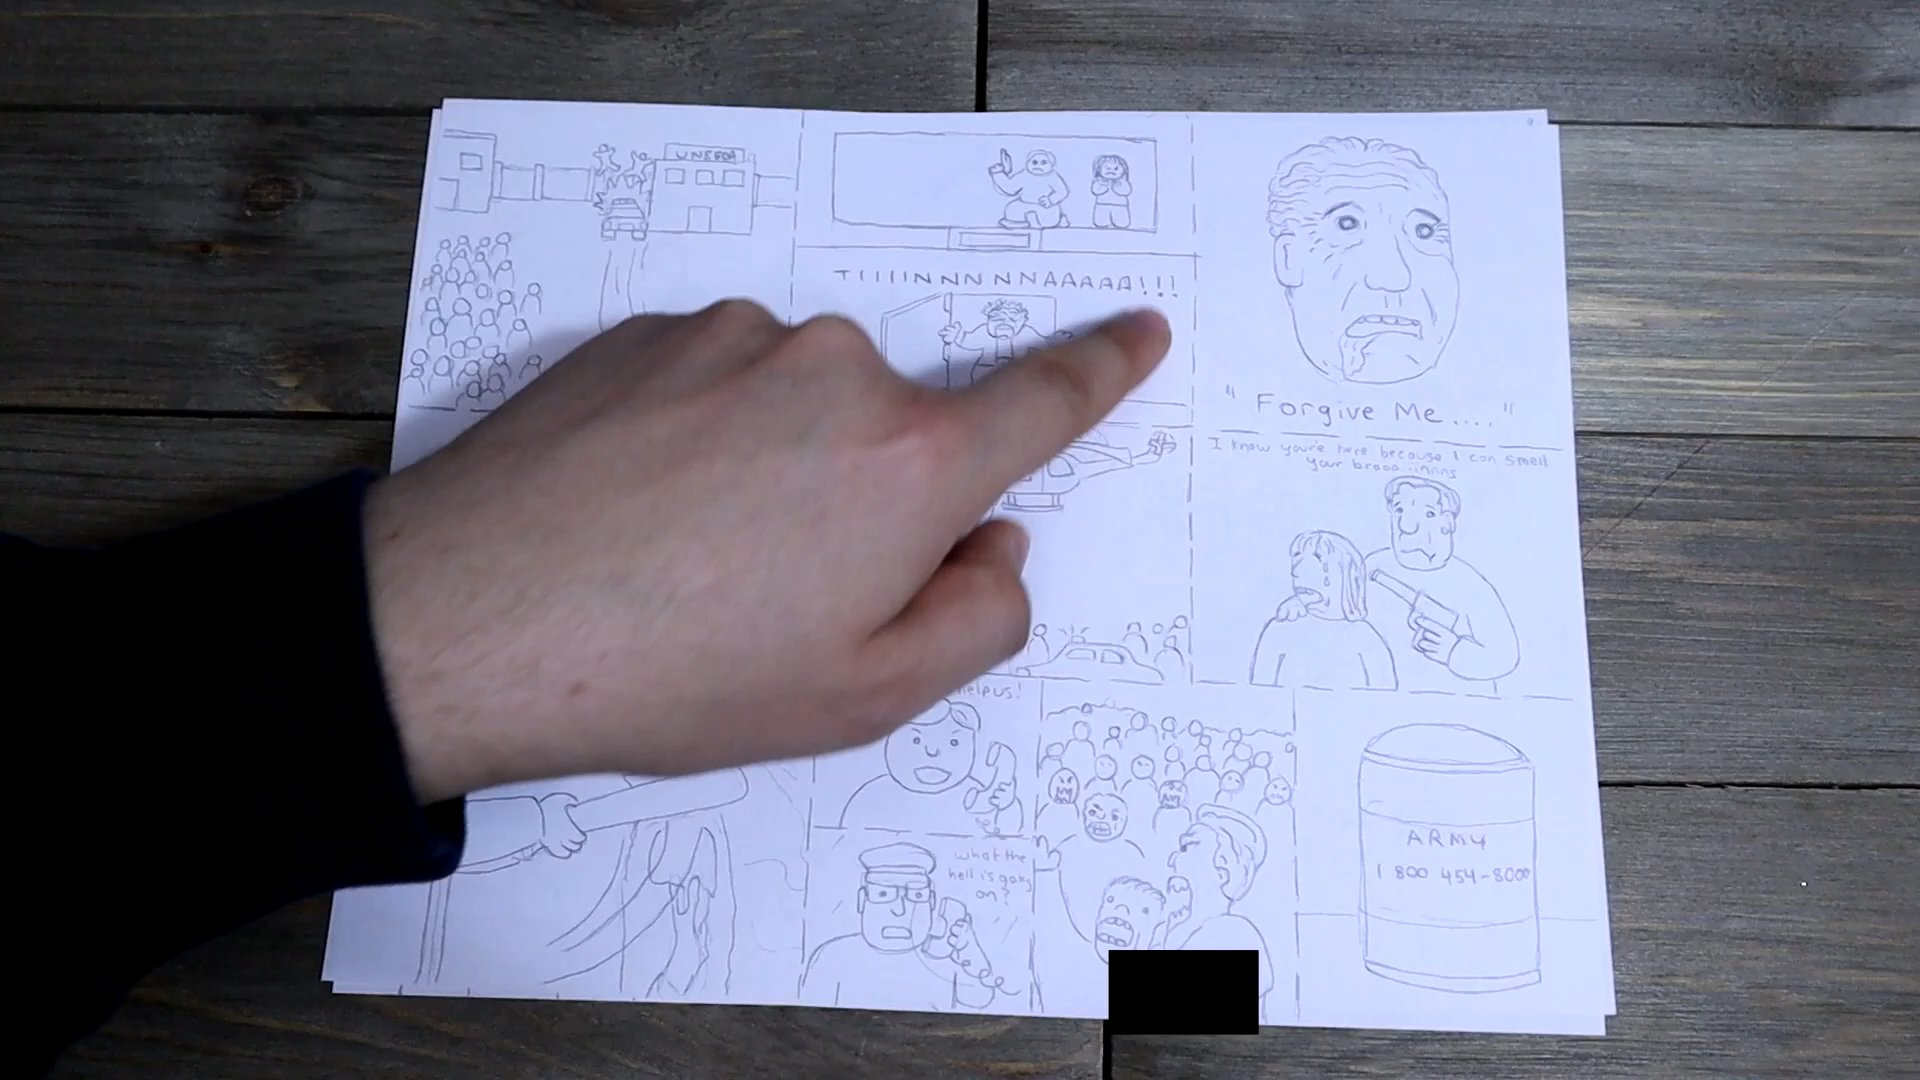 UNEEDA
TIIIINNNNNAAAAAA!!!
" Forgive Me.... "
I know you're here because I can smell
your braaa..iinnns
help us!
what the
hell is going
on?
ARMY
1 800 454-8000